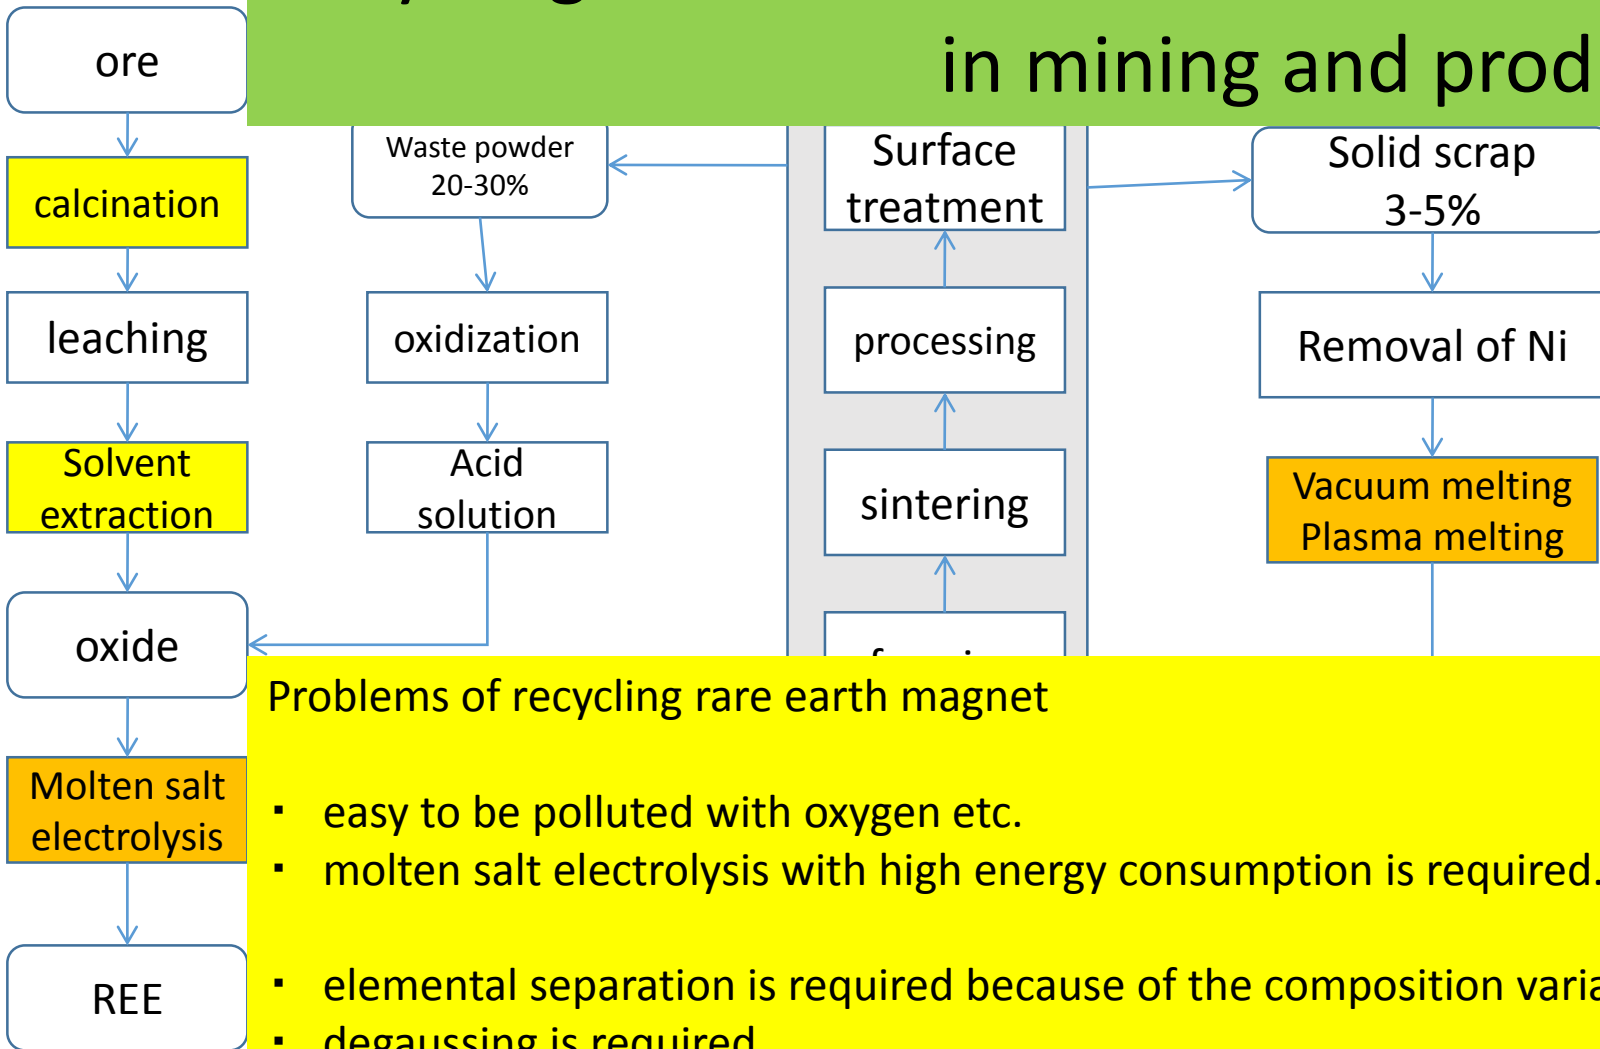 in mining and prod
ore
calcination
leaching
Solvent
extraction
oxide
Molten salt
electrolysis
REE
Waste powder
20-30%
oxidization
Acid
solution
Surface
treatment
processing
sintering
Solid scrap
3-5%
Removal of Ni
Vacuum melting
Plasma melting
Problems of recycling rare earth magnet
▪ easy to be polluted with oxygen etc.
▪ molten salt electrolysis with high energy consumption is required.
▪ elemental separation is required because of the composition varia
▪ degaussing is required